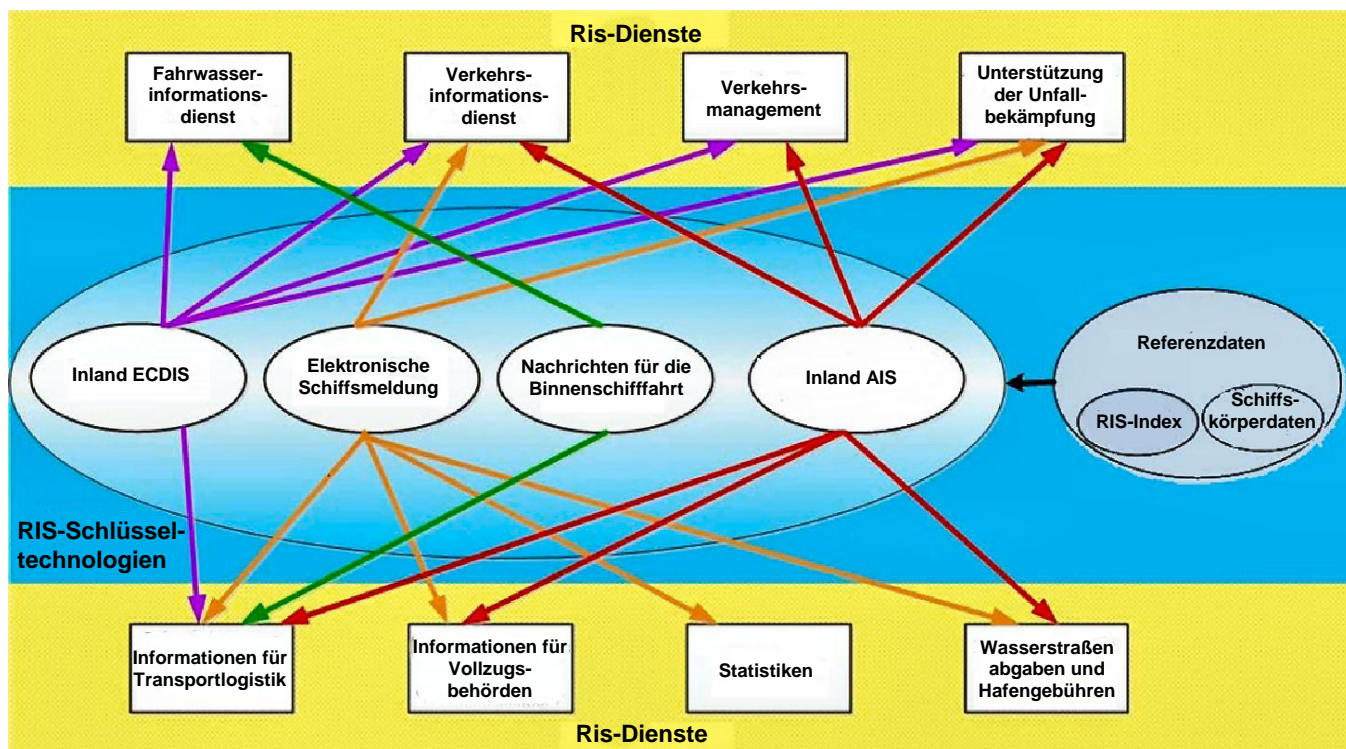 Ris-Dienste
Fahrwasser-
informations-
dienst
Verkehrs-
informations-
dienst
Verkehrs-
management
Unterstützung
der Unfall-
bekämpfung
Inland ECDIS
Elektronische
Schiffsmeldung
Nachrichten für die
Binnenschifffahrt
Inland AIS
Referenzdaten
RIS-Index
Schiffs-
körperdaten
RIS-Schlüssel-
technologien
Informationen für
Transportlogistik
Informationen für
Vollzugs-
behörden
Statistiken
Wasserstraßen
abgaben und
Hafengebühren
Ris-Dienste